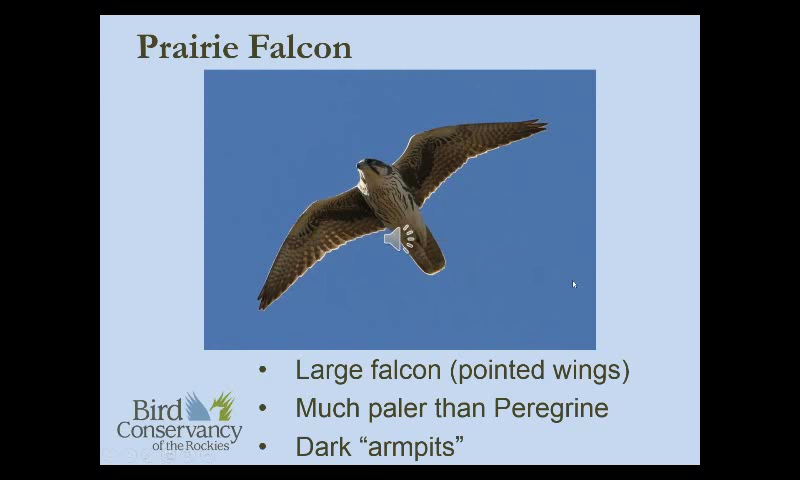 Prairie Falcon
• Large falcon (pointed wings)
• Much paler than Peregrine
• Dark “armpits”
Bird
Conservancy
of the Rockies